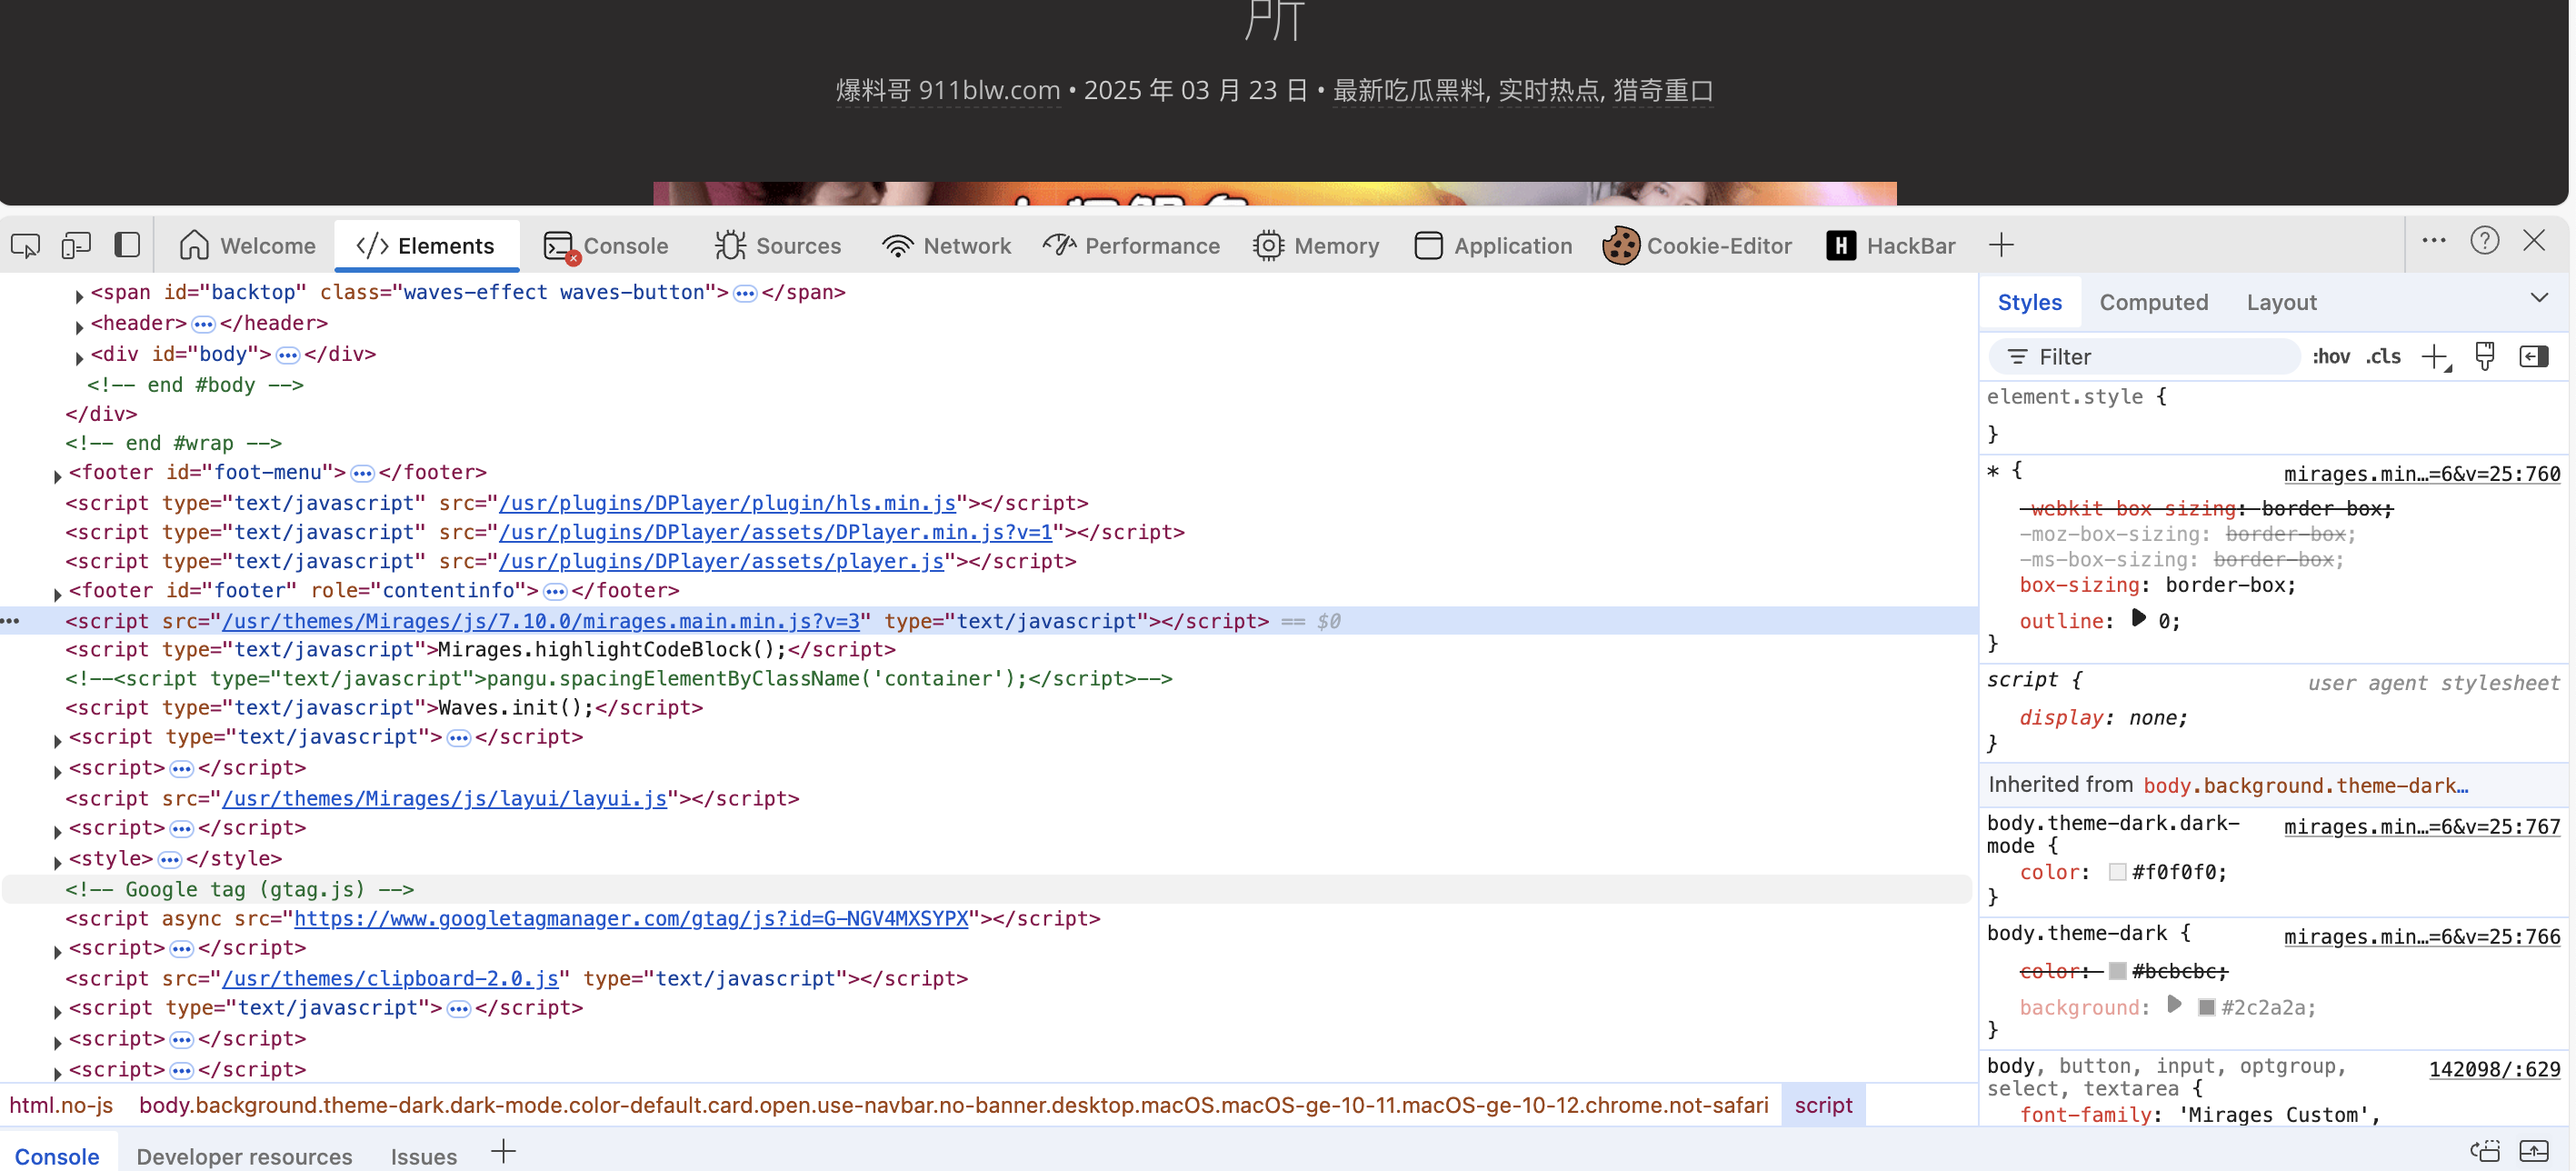 所
爆料哥 911blw.com • 2025 年 03 月 23 日 • 最新吃瓜黑料, 实时热点, 猎奇重口
Welcome </> Elements Console Sources Network Performance Memory Application Cookie-Editor H HackBar
<span id="backtop" class="waves-effect waves-button">…</span>
<header>…</header>
<div id="body">…</div>
<!-- end #body -->
</div>
<!-- end #wrap -->
<footer id="foot-menu">…</footer>
<script type="text/javascript" src="/usr/plugins/DPlayer/plugin/hls.min.js"></script>
<script type="text/javascript" src="/usr/plugins/DPlayer/assets/DPlayer.min.js?v=1"></script>
<script type="text/javascript" src="/usr/plugins/DPlayer/assets/player.js"></script>
<footer id="footer" role="contentinfo">…</footer>
<script src="/usr/themes/Mirages/js/7.10.0/mirages.main.min.js?v=3" type="text/javascript"></script> == $0
<script type="text/javascript">Mirages.highlightCodeBlock();</script>
<!--<script type="text/javascript">pangu.spacingElementByClassName('container');</script>-->
<script type="text/javascript">Waves.init();</script>
<script type="text/javascript">…</script>
<script>…</script>
<script src="/usr/themes/Mirages/js/layui/layui.js"></script>
<script>…</script>
<style>…</style>
<!-- Google tag (gtag.js) -->
<script async src="https://www.googletagmanager.com/gtag/js?id=G-NGV4MXSYPX"></script>
<script>…</script>
<script src="/usr/themes/clipboard-2.0.js" type="text/javascript"></script>
<script type="text/javascript">…</script>
<script>…</script>
<script>…</script>
html.no-js body.background.theme-dark.dark-mode.color-default.card.open.use-navbar.no-banner.desktop.macOS.macOS-ge-10-11.macOS-ge-10-12.chrome.not-safari script
Console Developer resources Issues
Styles Computed Layout
Filter :hov .cls
element.style {
}
* { mirages.min…=6&v=25:760
-webkit-box-sizing: border-box;
-moz-box-sizing: border-box;
-ms-box-sizing: border-box;
box-sizing: border-box;
outline: 0;
}
script { user agent stylesheet
display: none;
}
Inherited from body.background.theme-dark…
body.theme-dark.dark- mirages.min…=6&v=25:767
mode {
color: #f0f0f0;
}
body.theme-dark { mirages.min…=6&v=25:766
color: #bcbcbc;
background: #2c2a2a;
}
body, button, input, optgroup, 142098/:629
select, textarea {
font-family: 'Mirages Custom',